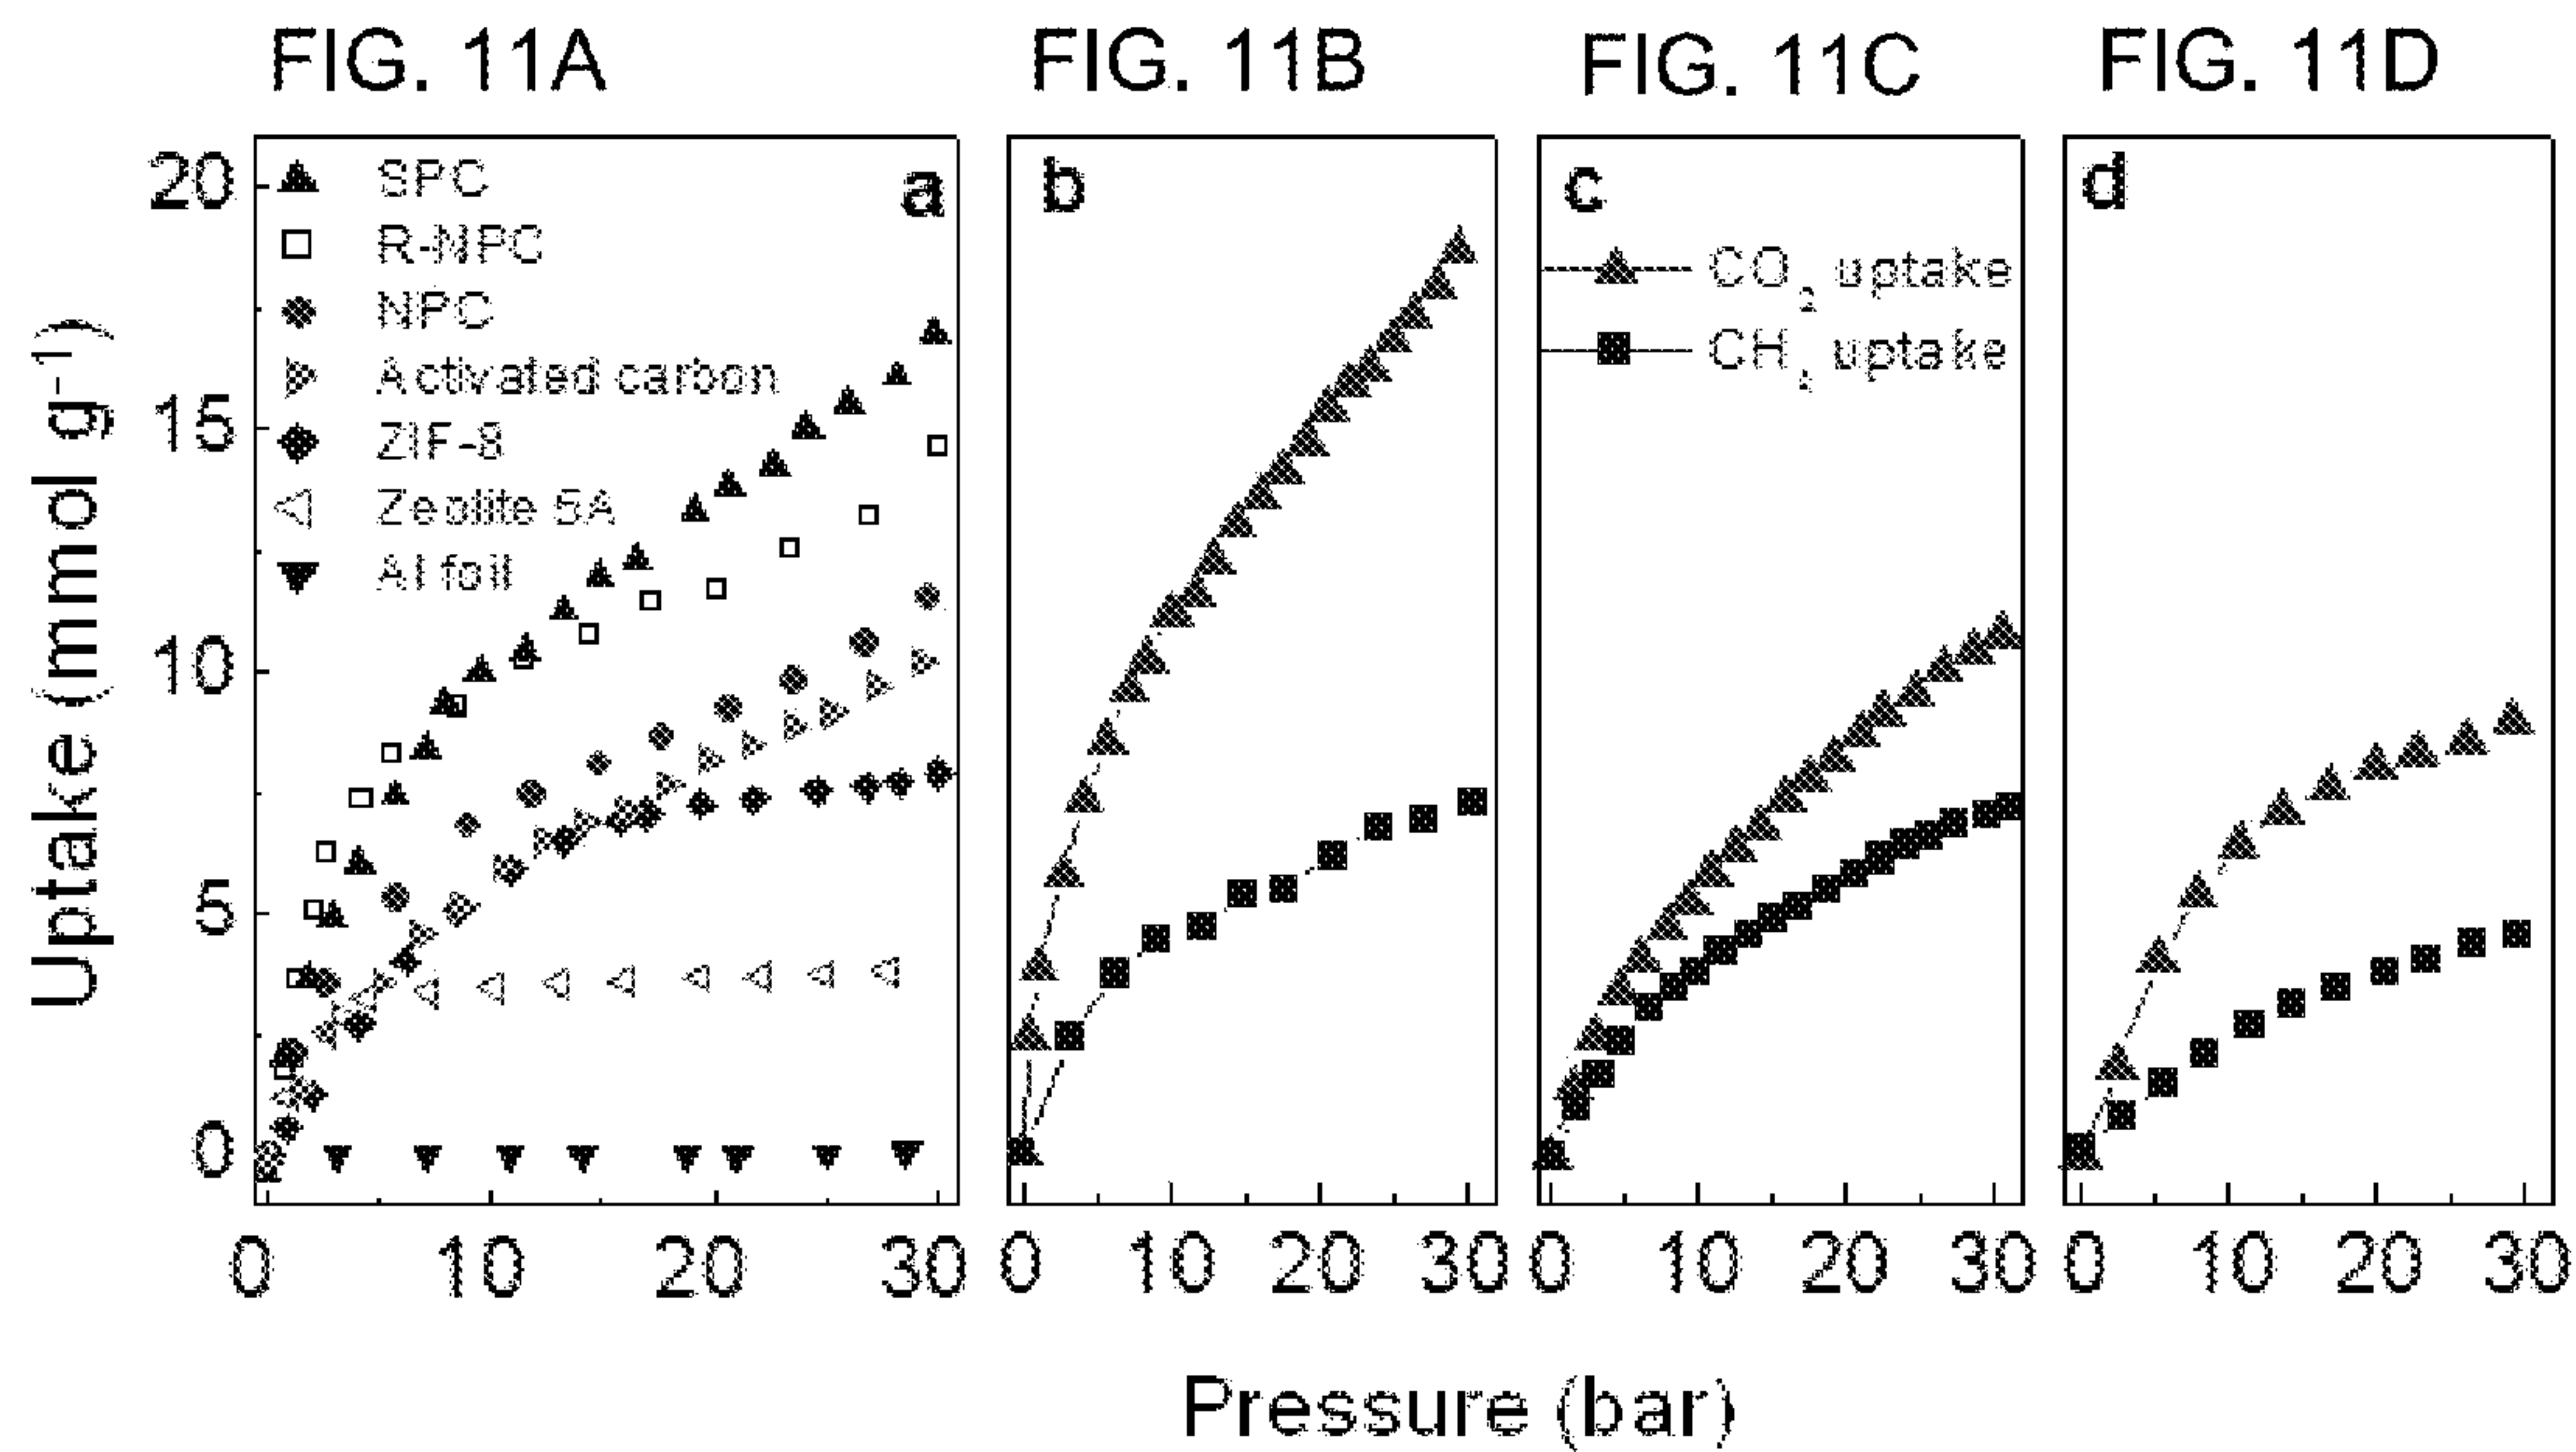 FIG. 11A
FIG. 11B
FIG. 11C
FIG. 11D
Uptake (mmol g⁻¹)
20
15
10
5
0
SPC
R-NPC
NPC
Activated carbon
ZIF-8
Zeolite 5A
Al foil
a
b
c
CO₂ uptake
CH₄ uptake
d
0 10 20 30
0 10 20 30
0 10 20 30
0 10 20 30
Pressure (bar)